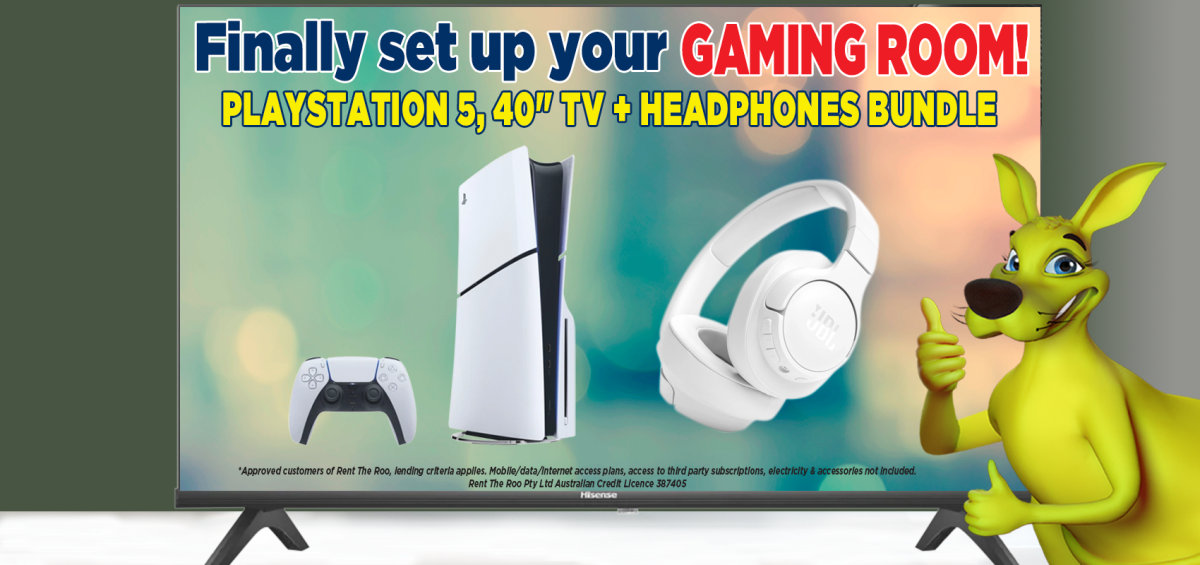 Finally set up your GAMING ROOM!
PLAYSTATION 5, 40" TV + HEADPHONES BUNDLE
JBL
*Approved customers of Rent The Roo, lending criteria applies. Mobile/data/internet access plans, access to third party subscriptions, electricity & accessories not included.
Rent The Roo Pty Ltd Australian Credit Licence 387405
Hisense